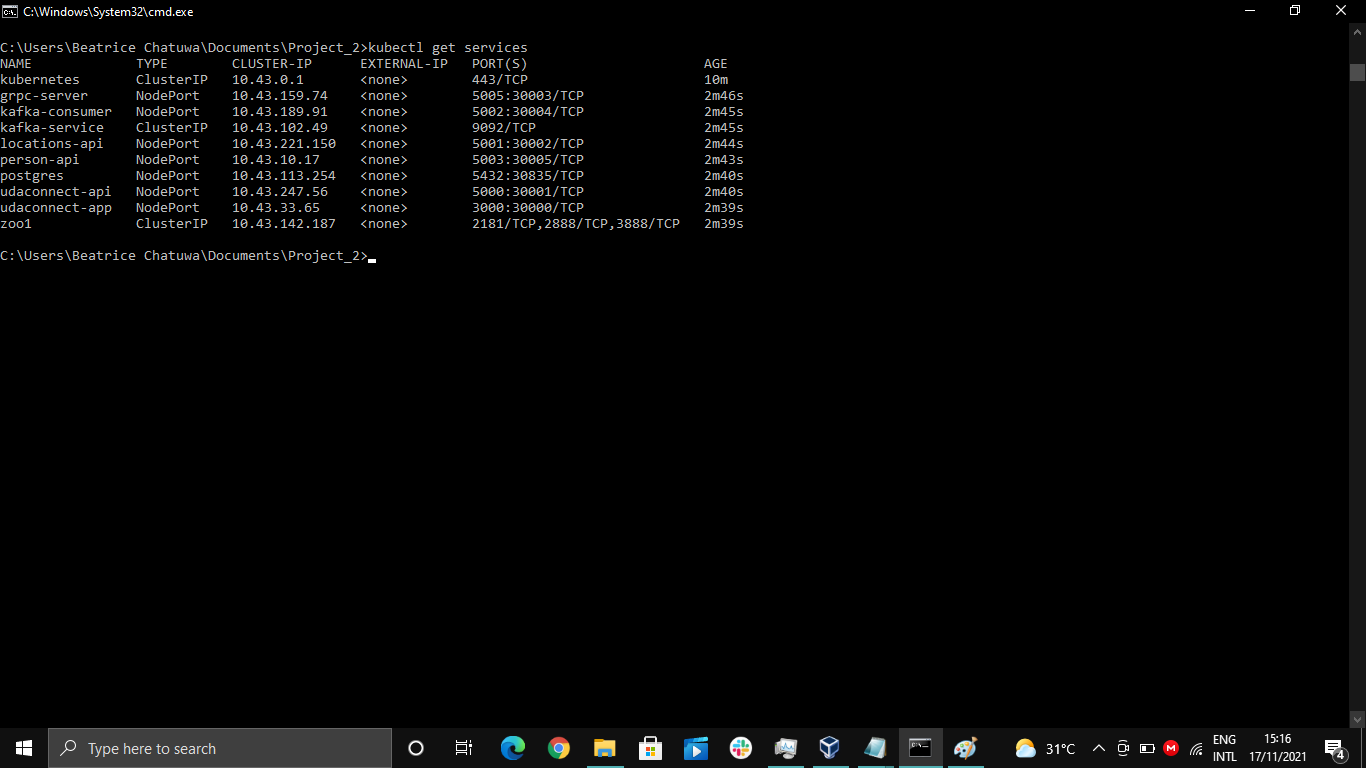 C:\Windows\System32\cmd.exe
C:\Users\Beatrice Chatuwa\Documents\Project_2>kubectl get services
NAME TYPE CLUSTER-IP EXTERNAL-IP PORT(S) AGE
kubernetes ClusterIP 10.43.0.1 <none> 443/TCP 10m
grpc-server NodePort 10.43.159.74 <none> 5005:30003/TCP 2m46s
kafka-consumer NodePort 10.43.189.91 <none> 5002:30004/TCP 2m45s
kafka-service ClusterIP 10.43.102.49 <none> 9092/TCP 2m45s
locations-api NodePort 10.43.221.150 <none> 5001:30002/TCP 2m44s
person-api NodePort 10.43.10.17 <none> 5003:30005/TCP 2m43s
postgres NodePort 10.43.113.254 <none> 5432:30835/TCP 2m40s
udaconnect-api NodePort 10.43.247.56 <none> 5000:30001/TCP 2m40s
udaconnect-app NodePort 10.43.33.65 <none> 3000:30000/TCP 2m39s
zoo1 ClusterIP 10.43.142.187 <none> 2181/TCP,2888/TCP,3888/TCP 2m39s
C:\Users\Beatrice Chatuwa\Documents\Project_2>
Type here to search
31°C
ENG
INTL
15:16
17/11/2021
4